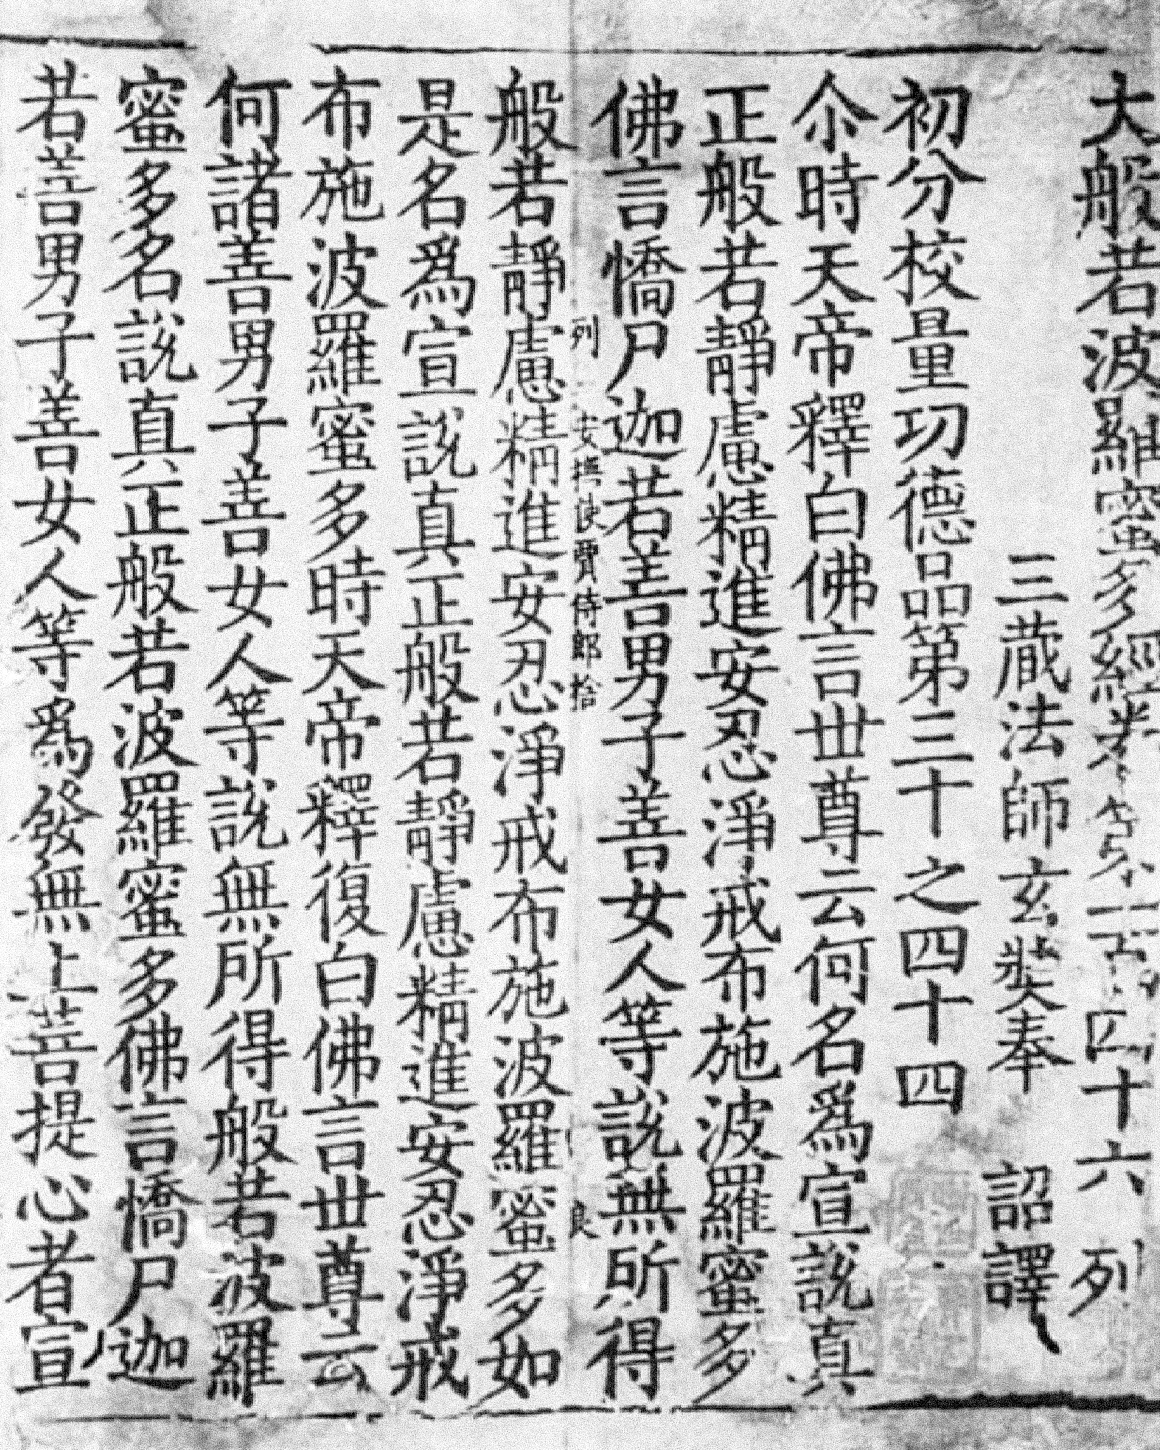 大般若波羅蜜多經卷第一百四十六 列
三藏法師玄奘奉 詔譯
初分校量功德品第三十之四十四
尒時天帝釋白佛言丗尊云何名爲宣說真
正般若靜慮精進安忍淨戒布施波羅蜜多
佛言憍尸迦若善男子善女人等說無所得
列 安撫使賈侍郎捨 良
般若靜慮精進安忍淨戒布施波羅蜜多如
是名爲宣說真正般若靜慮精進安忍淨戒
布施波羅蜜多時天帝釋復白佛言丗尊云
何諸善男子善女人等說無所得般若波羅
蜜多名說真正般若波羅蜜多佛言憍尸迦
若善男子善女人等爲發無上菩提心者宣